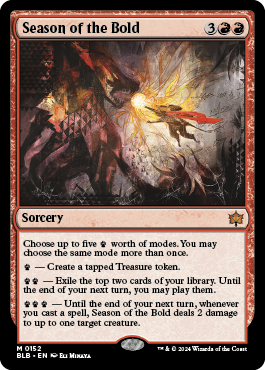 Season of the Bold 3
Sorcery
Choose up to five worth of modes. You may
choose the same mode more than once.
— Create a tapped Treasure token.
— Exile the top two cards of your library. Until
the end of your next turn, you may play them.
— Until the end of your next turn, whenever
you cast a spell, Season of the Bold deals 2 damage
to up to one target creature.
M 0152
BLB • EN Eli Minaya
™ & © 2024 Wizards of the Coast